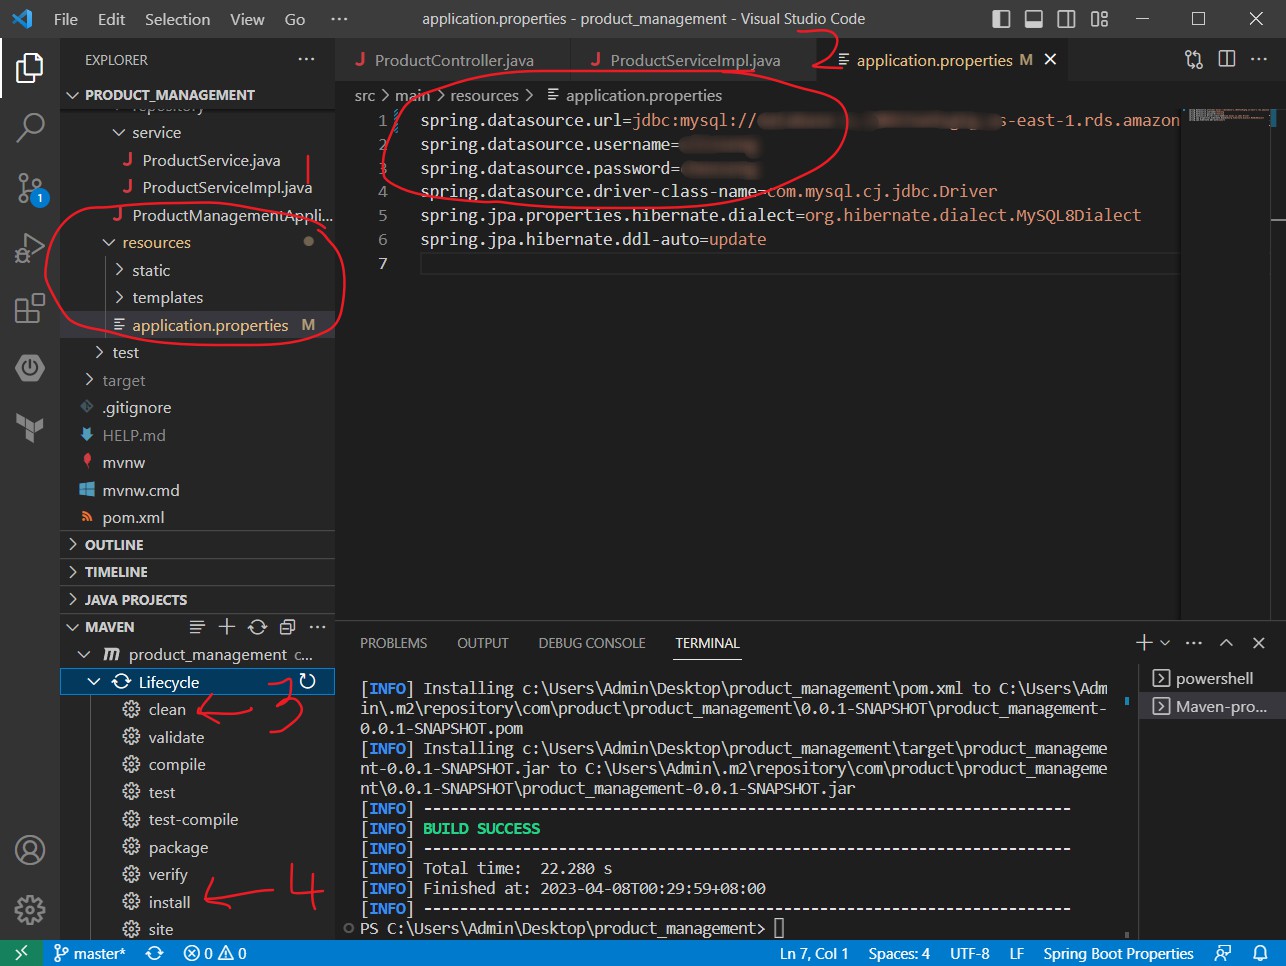 File Edit Selection View Go ··· application.properties - product_management - Visual Studio Code
EXPLORER ···
PRODUCT_MANAGEMENT
repository
service
ProductService.java
1
ProductServiceImpl.java
ProductManagementAppli...
resources
static
templates
application.properties M
test
target
.gitignore
HELP.md
mvnw
mvnw.cmd
pom.xml
OUTLINE
TIMELINE
JAVA PROJECTS
MAVEN
product_management c...
Lifecycle
clean
3
validate
compile
test
test-compile
package
verify
install
4
site
1
ProductController.java ProductServiceImpl.java 2 application.properties M
src > main > resources > application.properties
1 spring.datasource.url=jdbc:mysql:// s-east-1.rds.amazon
2 spring.datasource.username=
3 spring.datasource.password=
4 spring.datasource.driver-class-name=com.mysql.cj.jdbc.Driver
5 spring.jpa.properties.hibernate.dialect=org.hibernate.dialect.MySQL8Dialect
6 spring.jpa.hibernate.ddl-auto=update
7
PROBLEMS OUTPUT DEBUG CONSOLE TERMINAL
[INFO] Installing c:\Users\Admin\Desktop\product_management\pom.xml to C:\Users\Adm
in\.m2\repository\com\product\product_management\0.0.1-SNAPSHOT\product_management-
0.0.1-SNAPSHOT.pom
[INFO] Installing c:\Users\Admin\Desktop\product_management\target\product_manageme
nt-0.0.1-SNAPSHOT.jar to C:\Users\Admin\.m2\repository\com\product\product_manageme
nt\0.0.1-SNAPSHOT\product_management-0.0.1-SNAPSHOT.jar
[INFO] ------------------------------------------------------------------------
[INFO] BUILD SUCCESS
[INFO] ------------------------------------------------------------------------
[INFO] Total time:  22.280 s
[INFO] Finished at: 2023-04-08T00:29:59+08:00
[INFO] ------------------------------------------------------------------------
PS C:\Users\Admin\Desktop\product_management>
powershell
Maven-pro...
master* 0 0 Ln 7, Col 1 Spaces: 4 UTF-8 LF Spring Boot Properties